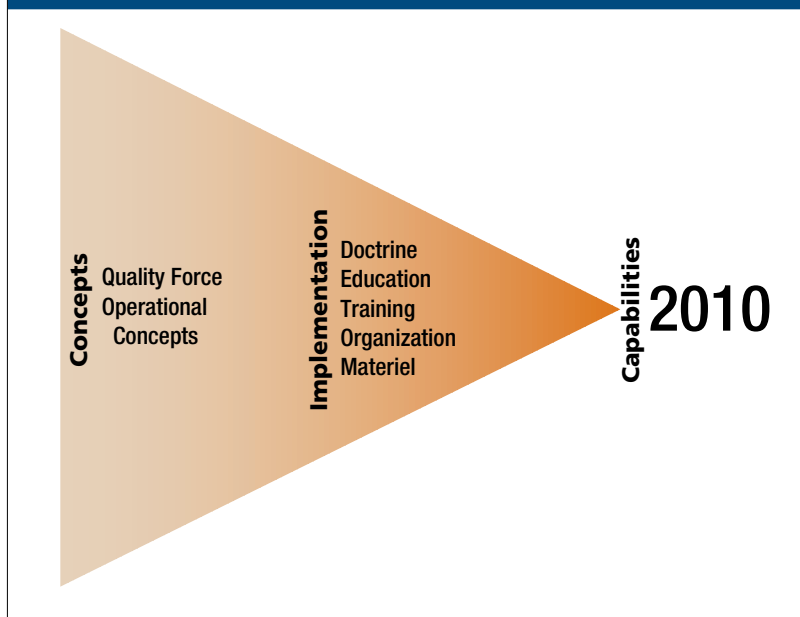 Concepts
Quality Force
Operational
Concepts
Implementation
Doctrine
Education
Training
Organization
Materiel
Capabilities
2010